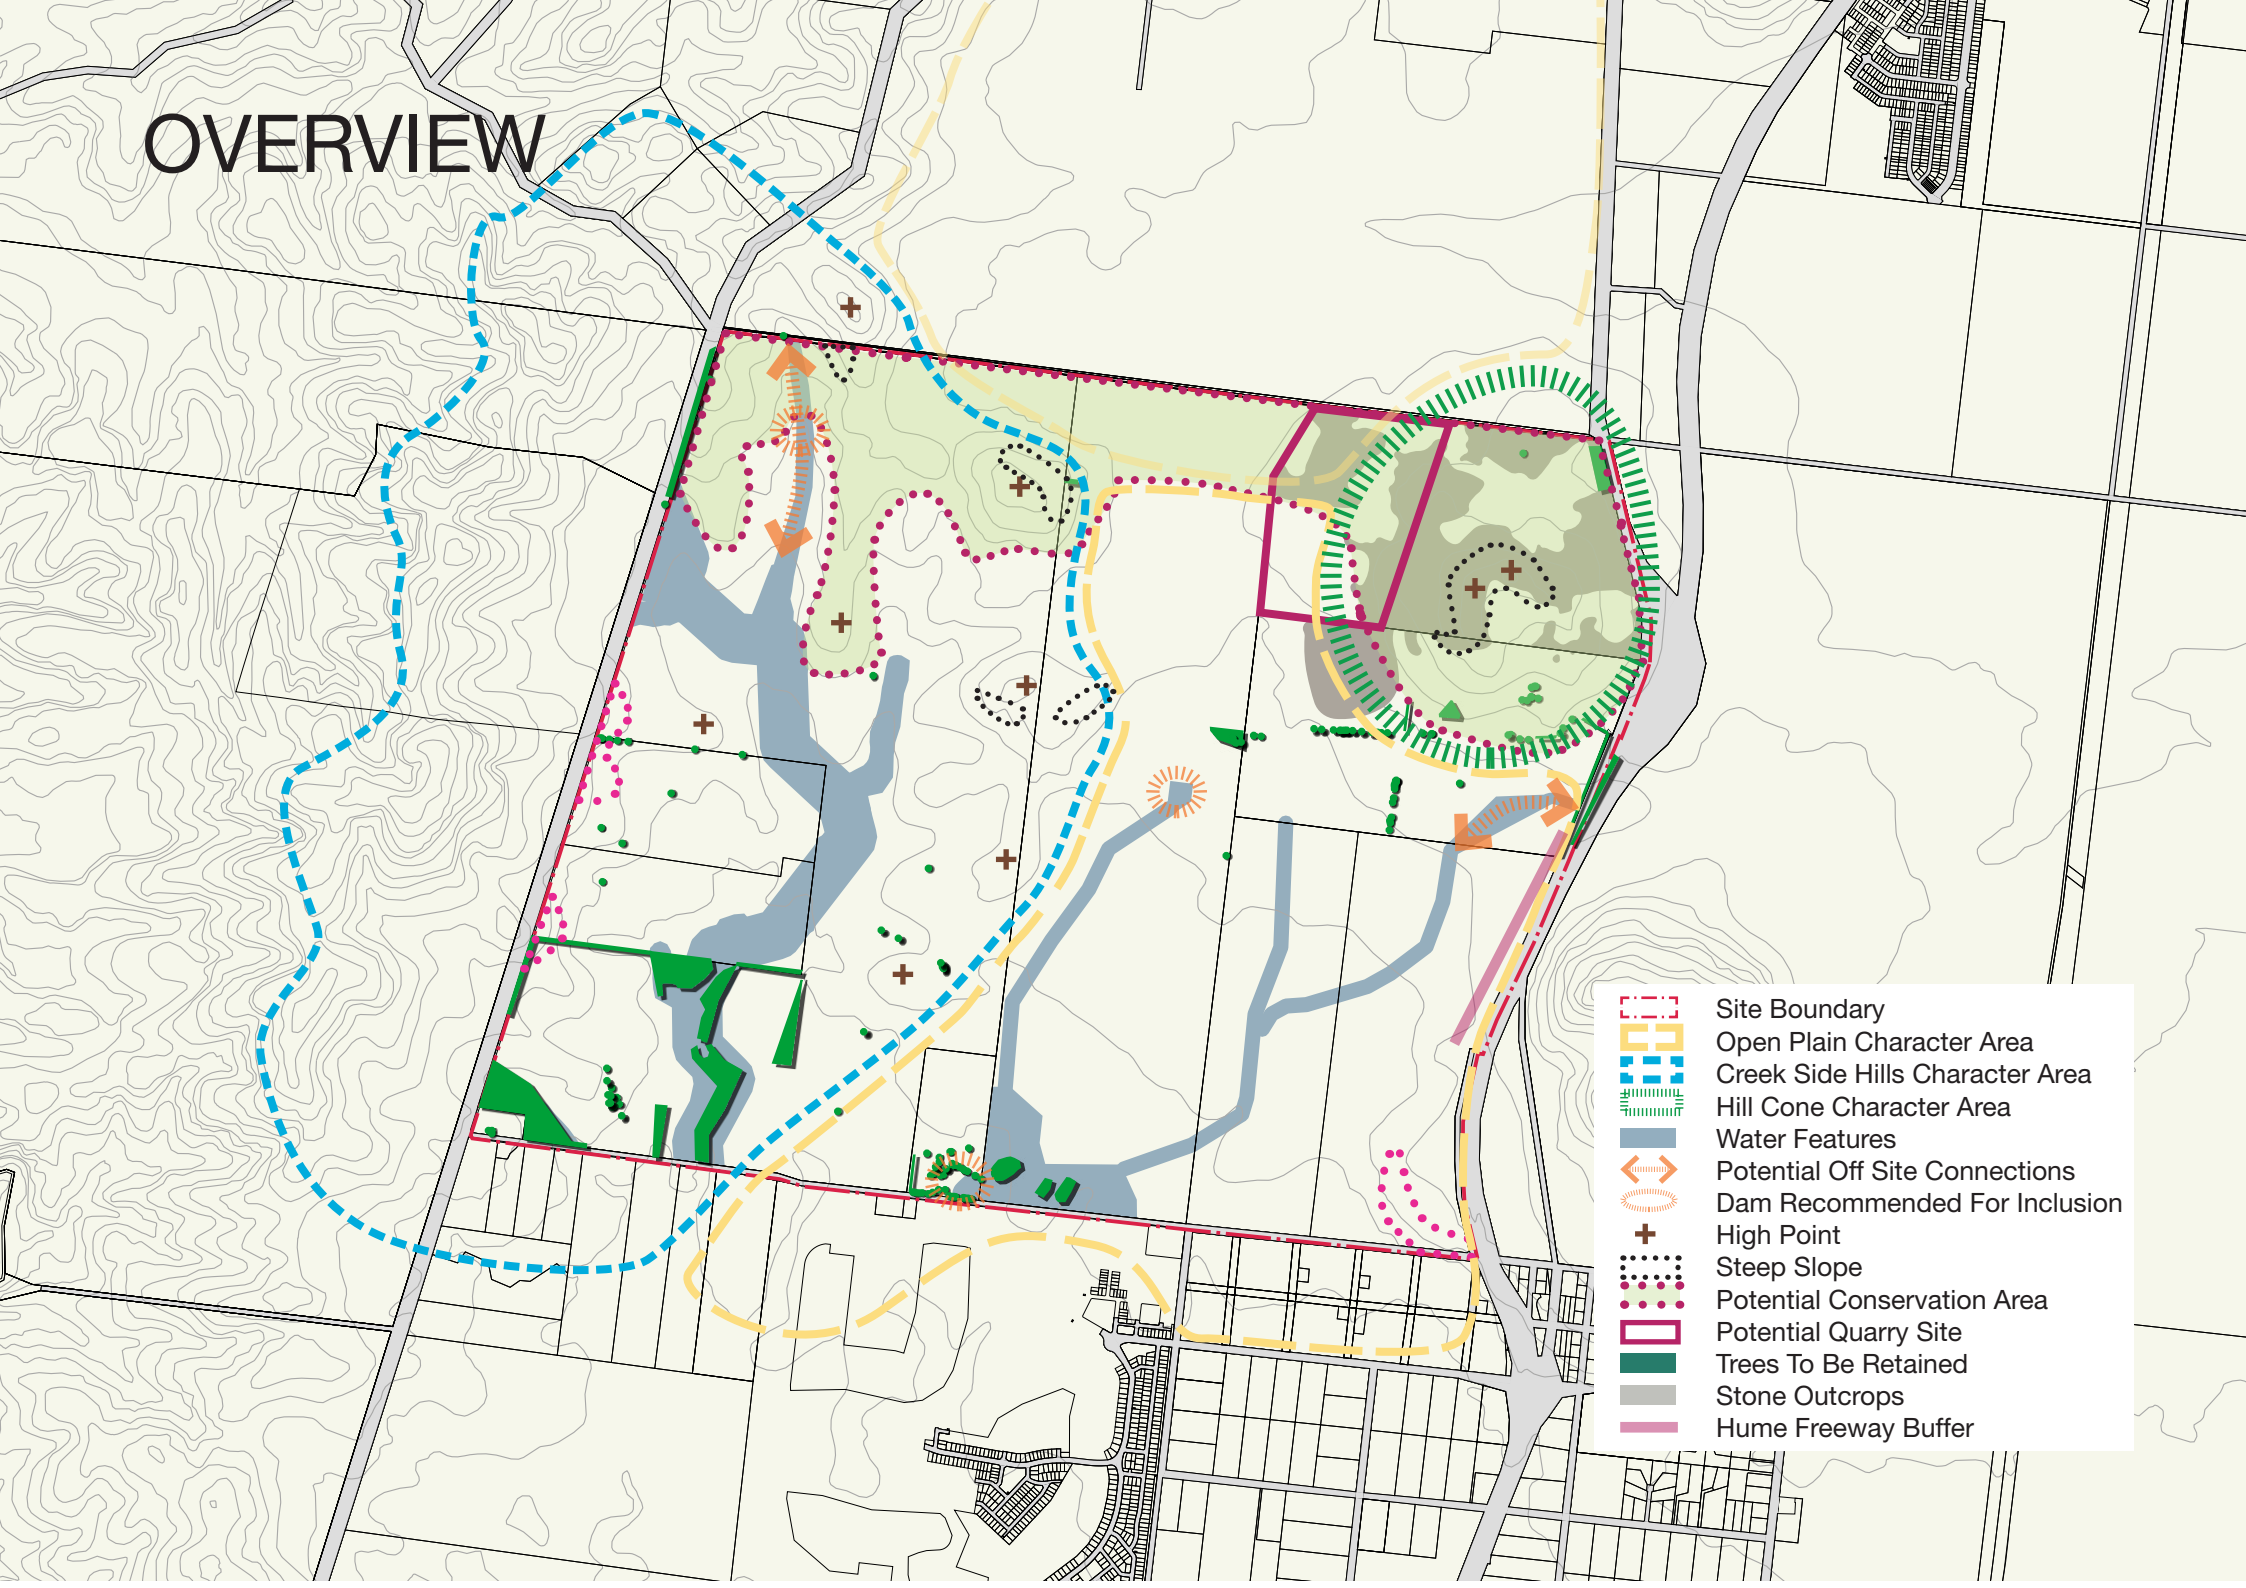 OVERVIEW
Site Boundary
Open Plain Character Area
Creek Side Hills Character Area
Hill Cone Character Area
Water Features
Potential Off Site Connections
Dam Recommended For Inclusion
High Point
Steep Slope
Potential Conservation Area
Potential Quarry Site
Trees To Be Retained
Stone Outcrops
Hume Freeway Buffer